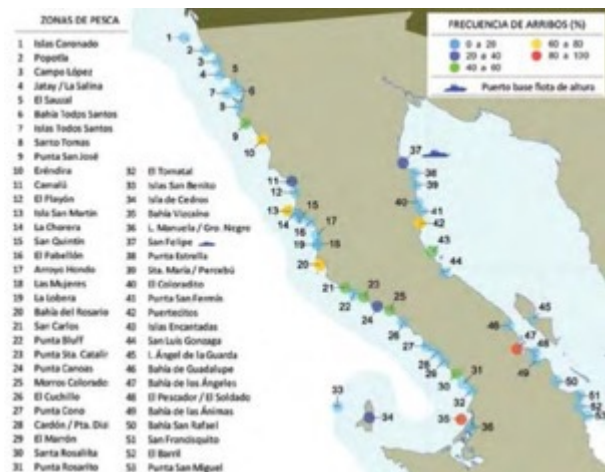 ZONAS DE PESCA
1 Islas Coronado
2 Popotla
3 Campo López
4 Jatay / La Salina
5 El Sauzal
6 Bahía Todos Santos
7 Islas Todos Santos
8 Santo Tomas
9 Punta San José
10 Eréndira
11 Camalú
12 El Playón
13 Isla San Martín
14 La Chorera
15 San Quintín
16 El Pabellón
17 Arroyo Hondo
18 Las Mujeres
19 La Lobera
20 Bahía del Rosario
21 San Carlos
22 Punta Bluff
23 Punta Sta. Catalir
24 Punta Canoas
25 Morros Colorado
26 El Cuchillo
27 Punta Cono
28 Cardón / Pta. Diai
29 El Marrón
30 Santa Rosaliita
31 Punta Rosarito
32 El Tomatal
33 Islas San Benito
34 Isla de Cedros
35 Bahía Vizcaíno
36 L. Manuela / Gro. Negro
37 San Felipe
38 Punta Estrella
39 Sta. María / Percebú
40 El Coloradito
41 Punta San Fermín
42 Puertecitos
43 Islas Encantadas
44 San Luis Gonzaga
45 I. Ángel de la Guarda
46 Bahía de Guadalupe
47 Bahía de los Ángeles
48 El Pescador / El Soldado
49 Bahía de las Ánimas
50 Bahía San Rafael
51 San Francisquito
52 El Barril
53 Punta San Miguel
FRECUENCIA DE ARRIBOS (%)
0 a 20
20 a 40
40 a 60
60 a 80
80 a 100
Puerto base flota de altura
1
2
3
4
5
6
7
8
9
10
11
12
13
14
15
16
17
18
19
20
21
22
23
24
25
26
27
28
29
30
31
32
33
34
35
36
37
38
39
40
41
42
43
44
45
46
47
48
49
50
51
52
53